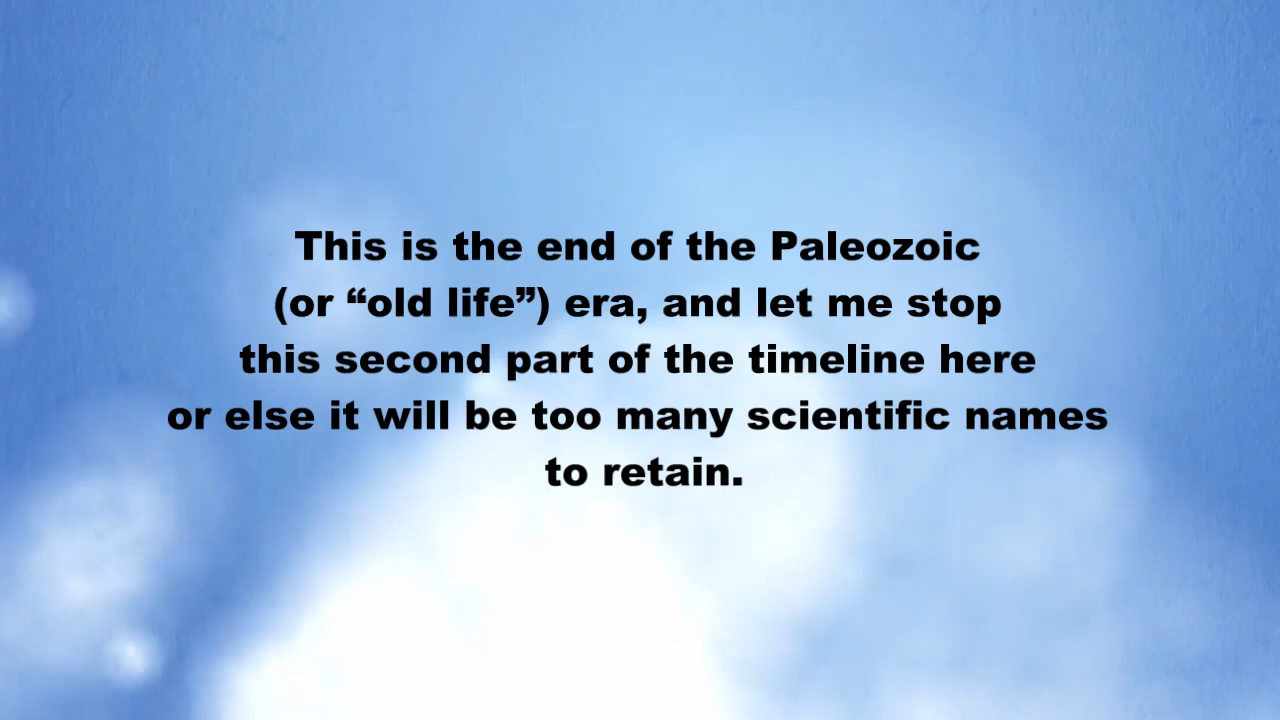 This is the end of the Paleozoic
(or “old life”) era, and let me stop
this second part of the timeline here
or else it will be too many scientific names
to retain.